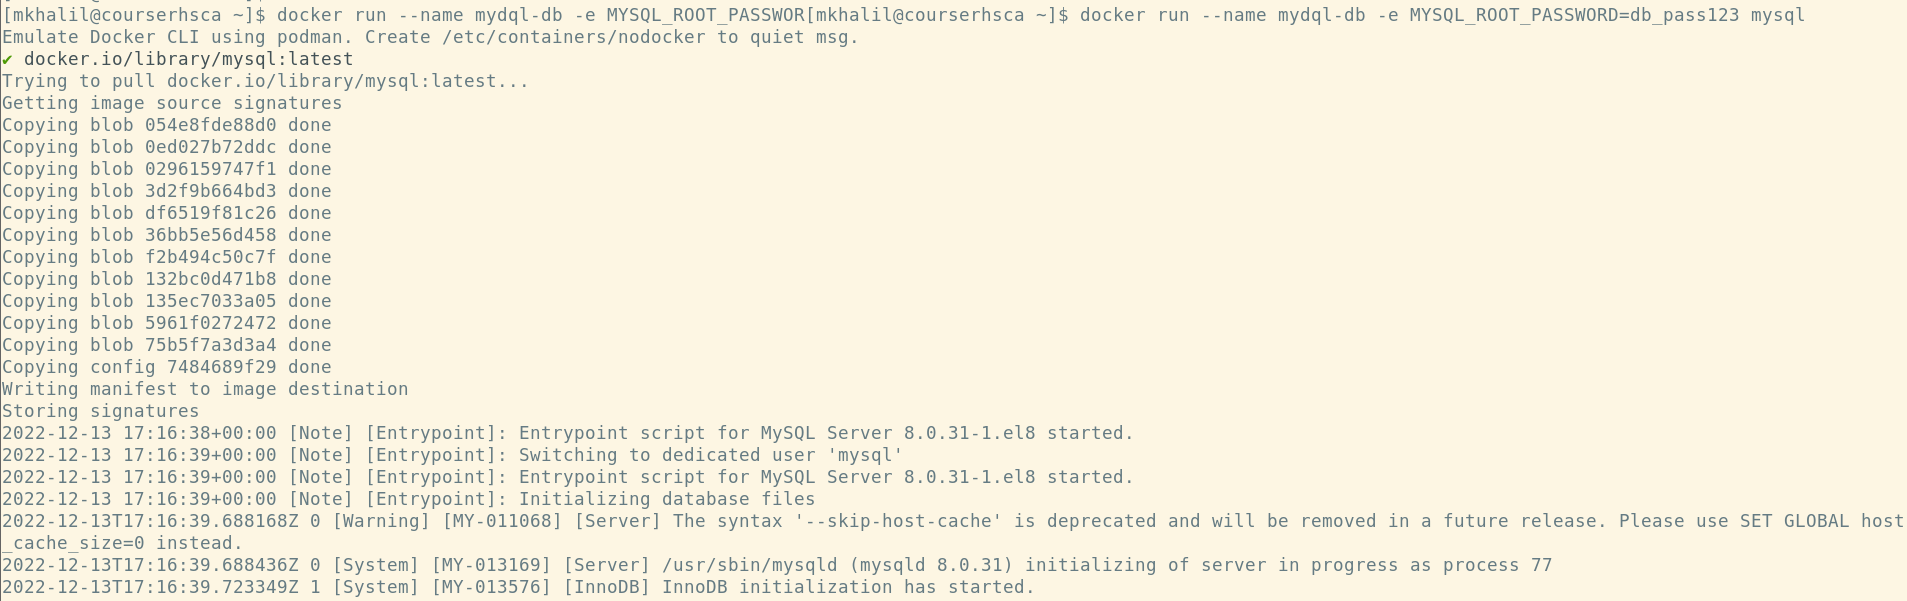 [mkhalil@courserhsca ~]$ docker run --name mydql-db -e MYSQL_ROOT_PASSWOR[mkhalil@courserhsca ~]$ docker run --name mydql-db -e MYSQL_ROOT_PASSWORD=db_pass123 mysql
Emulate Docker CLI using podman. Create /etc/containers/nodocker to quiet msg.
✔ docker.io/library/mysql:latest
Trying to pull docker.io/library/mysql:latest...
Getting image source signatures
Copying blob 054e8fde88d0 done
Copying blob 0ed027b72ddc done
Copying blob 0296159747f1 done
Copying blob 3d2f9b664bd3 done
Copying blob df6519f81c26 done
Copying blob 36bb5e56d458 done
Copying blob f2b494c50c7f done
Copying blob 132bc0d471b8 done
Copying blob 135ec7033a05 done
Copying blob 5961f0272472 done
Copying blob 75b5f7a3d3a4 done
Copying config 7484689f29 done
Writing manifest to image destination
Storing signatures
2022-12-13 17:16:38+00:00 [Note] [Entrypoint]: Entrypoint script for MySQL Server 8.0.31-1.el8 started.
2022-12-13 17:16:39+00:00 [Note] [Entrypoint]: Switching to dedicated user 'mysql'
2022-12-13 17:16:39+00:00 [Note] [Entrypoint]: Entrypoint script for MySQL Server 8.0.31-1.el8 started.
2022-12-13 17:16:39+00:00 [Note] [Entrypoint]: Initializing database files
2022-12-13T17:16:39.688168Z 0 [Warning] [MY-011068] [Server] The syntax '--skip-host-cache' is deprecated and will be removed in a future release. Please use SET GLOBAL host
_cache_size=0 instead.
2022-12-13T17:16:39.688436Z 0 [System] [MY-013169] [Server] /usr/sbin/mysqld (mysqld 8.0.31) initializing of server in progress as process 77
2022-12-13T17:16:39.723349Z 1 [System] [MY-013576] [InnoDB] InnoDB initialization has started.